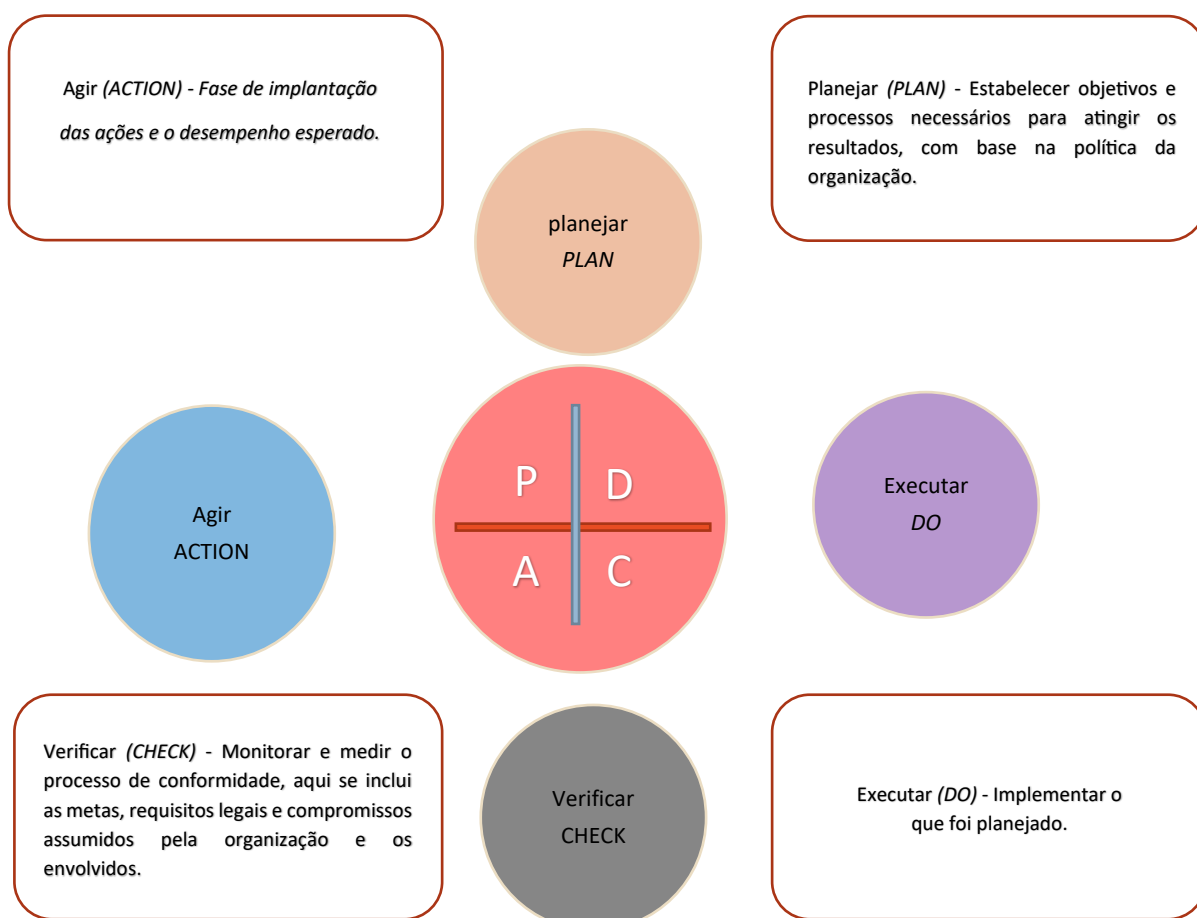 Agir (ACTION) - Fase de implantação
das ações e o desempenho esperado.
Planejar (PLAN) - Estabelecer objetivos e
processos necessários para atingir os
resultados, com base na política da
organização.
planejar
PLAN
Agir
ACTION
P D
A C
Executar
DO
Verificar (CHECK) - Monitorar e medir o
processo de conformidade, aqui se inclui
as metas, requisitos legais e compromissos
assumidos pela organização e os
envolvidos.
Verificar
CHECK
Executar (DO) - Implementar o
que foi planejado.